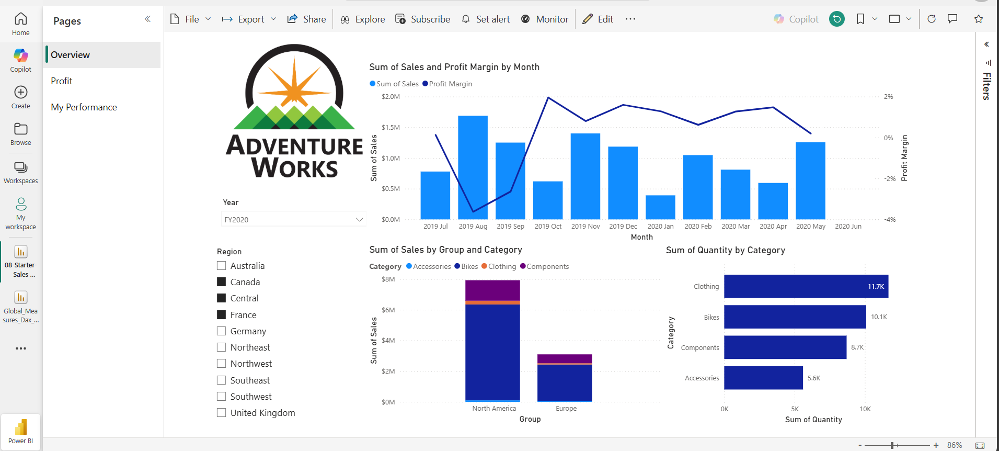 Home
Copilot
Create
Browse
Workspaces
My
workspace
08-Starter-
Sales ...
Global_Mea
sures_Dax_...
Power BI
Pages
Overview
Profit
My Performance
File
Export
Share
Explore
Subscribe
Set alert
Monitor
Edit
Copilot
Filters
ADVENTURE
WORKS
Year
FY2020
Region
Australia
Canada
Central
France
Germany
Northeast
Northwest
Southeast
Southwest
United Kingdom
Sum of Sales and Profit Margin by Month
Sum of Sales Profit Margin
Sum of Sales
$2.0M
$1.5M
$1.0M
$0.5M
$0.0M
2%
0%
-2%
-4%
Profit Margin
2019 Jul 2019 Aug 2019 Sep 2019 Oct 2019 Nov 2019 Dec 2020 Jan 2020 Feb 2020 Mar 2020 Apr 2020 May 2020 Jun
Month
Sum of Sales by Group and Category
Category Accessories Bikes Clothing Components
Sum of Sales
$8M
$6M
$4M
$2M
$0M
North America Europe
Group
Sum of Quantity by Category
Category
Clothing 11.7K
Bikes 10.1K
Components 8.7K
Accessories 5.6K
0K 5K 10K
Sum of Quantity
- + 86%